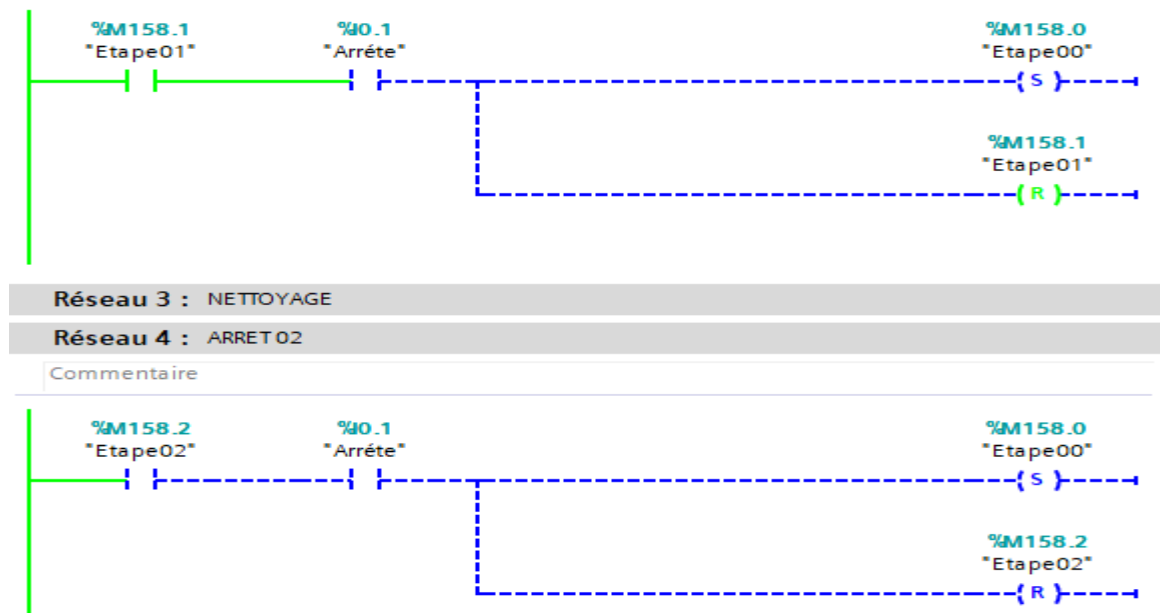 %M158.1 %I0.1 %M158.0
"Etape01" "Arréte" "Etape00"
S
%M158.1
"Etape01"
R
Réseau 3 : NETTOYAGE
Réseau 4 : ARRET 02
Commentaire
%M158.2 %I0.1 %M158.0
"Etape02" "Arréte" "Etape00"
S
%M158.2
"Etape02"
R